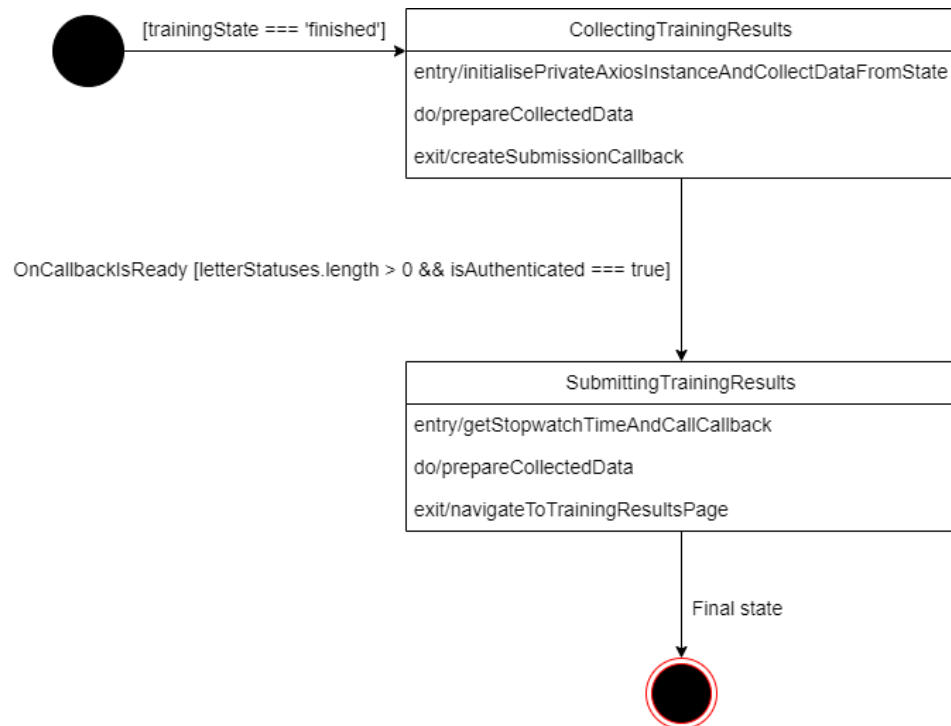 [trainingState === 'finished']
CollectingTrainingResults
entry/initialisePrivateAxiosInstanceAndCollectDataFromState
do/prepareCollectedData
exit/createSubmissionCallback
OnCallbackIsReady [letterStatuses.length > 0 && isAuthenticated === true]
SubmittingTrainingResults
entry/getStopwatchTimeAndCallCallback
do/prepareCollectedData
exit/navigateToTrainingResultsPage
Final state